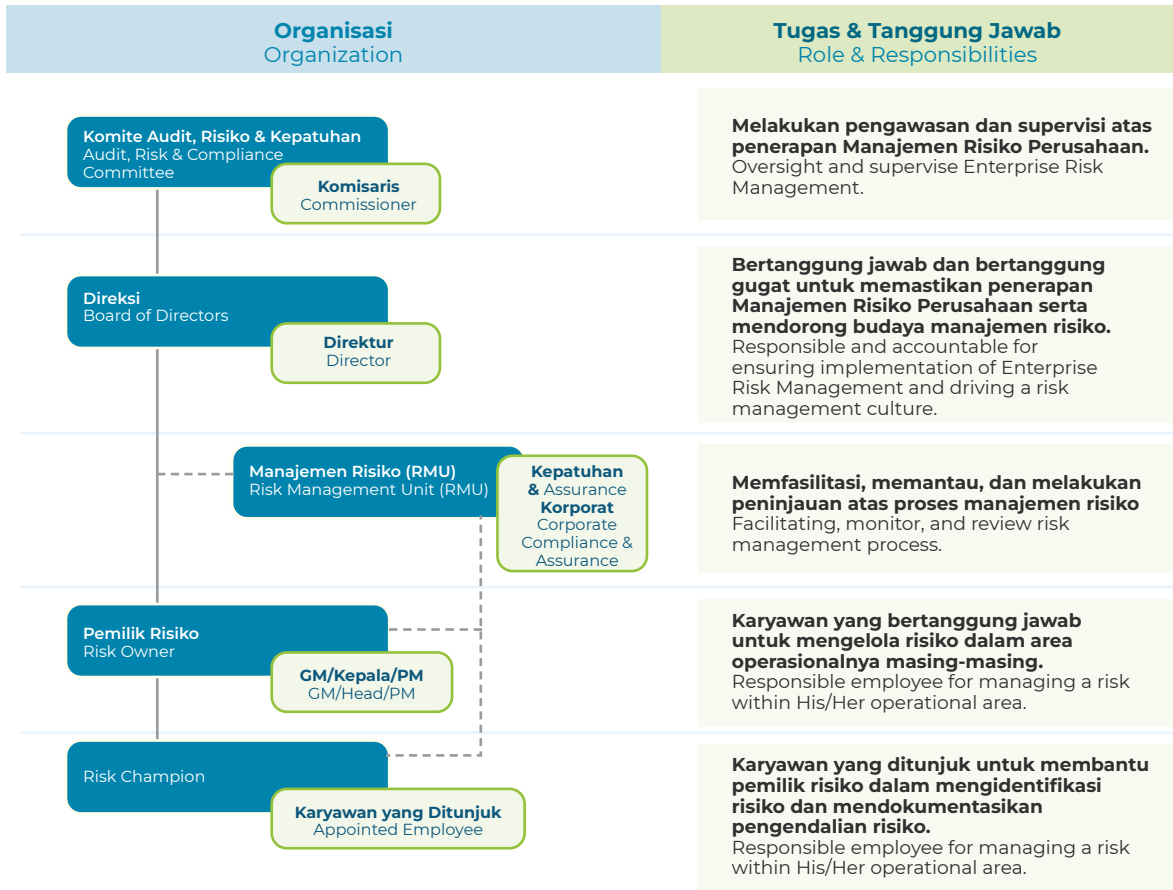 Organisasi
Organization
Tugas & Tanggung Jawab
Role & Responsibilities
Komite Audit, Risiko & Kepatuhan
Audit, Risk & Compliance
Committee
Komisaris
Commissioner
Melakukan pengawasan dan supervisi atas
penerapan Manajemen Risiko Perusahaan.
Oversight and supervise Enterprise Risk
Management.
Direksi
Board of Directors
Direktur
Director
Bertanggung jawab dan bertanggung
gugat untuk memastikan penerapan
Manajemen Risiko Perusahaan serta
mendorong budaya manajemen risiko.
Responsible and accountable for
ensuring implementation of Enterprise
Risk Management and driving a risk
management culture.
Manajemen Risiko (RMU)
Risk Management Unit (RMU)
Kepatuhan
& Assurance
Korporat
Corporate
Compliance &
Assurance
Memfasilitasi, memantau, dan melakukan
peninjauan atas proses manajemen risiko
Facilitating, monitor, and review risk
management process.
Pemilik Risiko
Risk Owner
GM/Kepala/PM
GM/Head/PM
Karyawan yang bertanggung jawab
untuk mengelola risiko dalam area
operasionalnya masing-masing.
Responsible employee for managing a risk
within His/Her operational area.
Risk Champion
Karyawan yang Ditunjuk
Appointed Employee
Karyawan yang ditunjuk untuk membantu
pemilik risiko dalam mengidentifikasi
risiko dan mendokumentasikan
pengendalian risiko.
Responsible employee for managing a risk
within His/Her operational area.